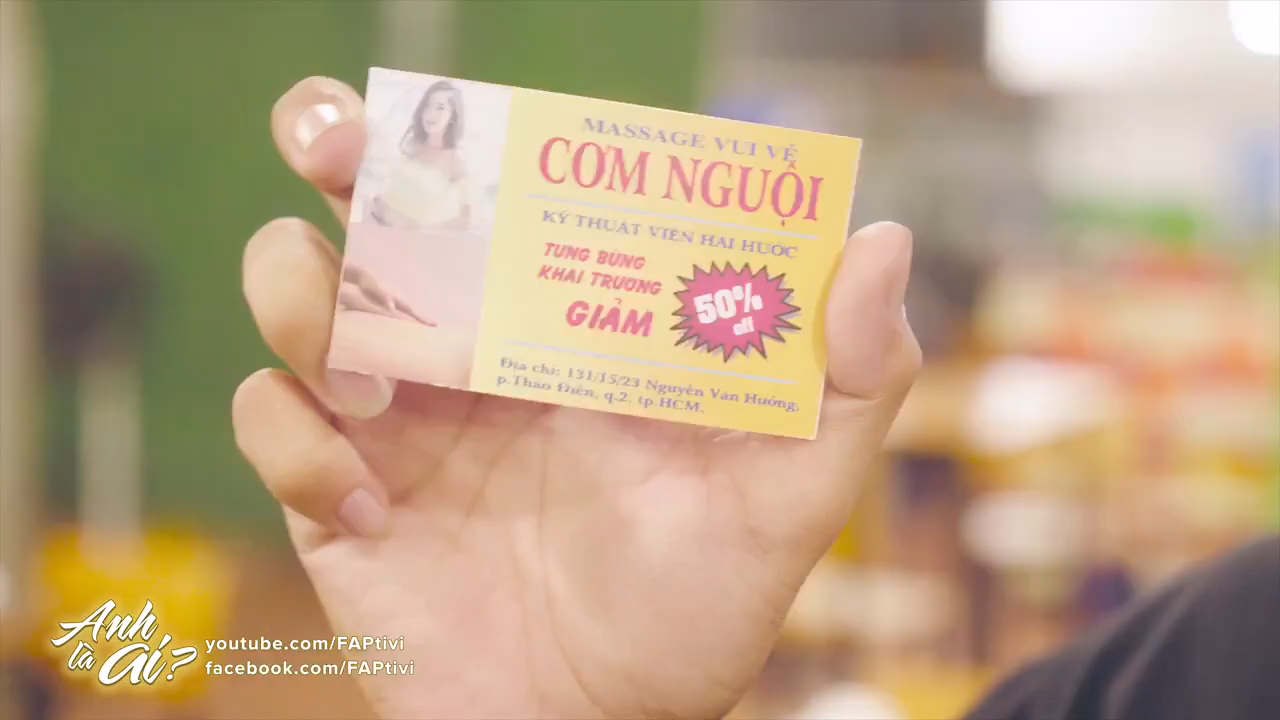 MASSAGE VUI VẺ
CƠM NGUỘI
KỸ THUẬT VIÊN HÀI HƯỚC
TƯNG BỪNG
KHAI TRƯƠNG
GIẢM
50%
off
Địa chỉ: 131/15/23 Nguyễn Văn Hưởng,
p.Thảo Điền, q.2, tp.HCM.
Anh
là ai?
youtube.com/FAPtivi
facebook.com/FAPtivi